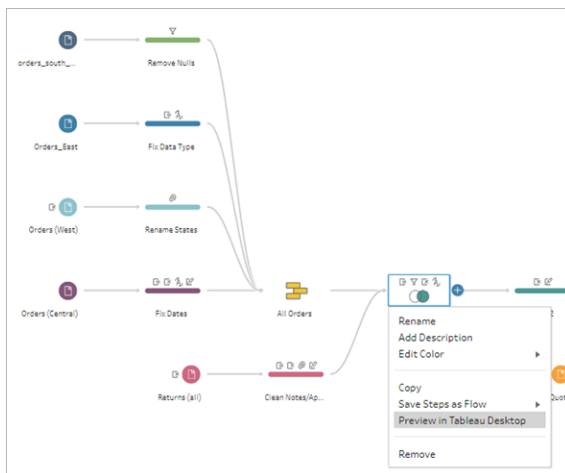 orders_south_...
Remove Nulls
Orders_East
Fix Data Type
Orders (West)
Rename States
Orders (Central)
Fix Dates
All Orders
Returns (all)
Clean Notes/Ap...
Rename
Add Description
Edit Color
Copy
Save Steps as Flow
Preview in Tableau Desktop
Remove